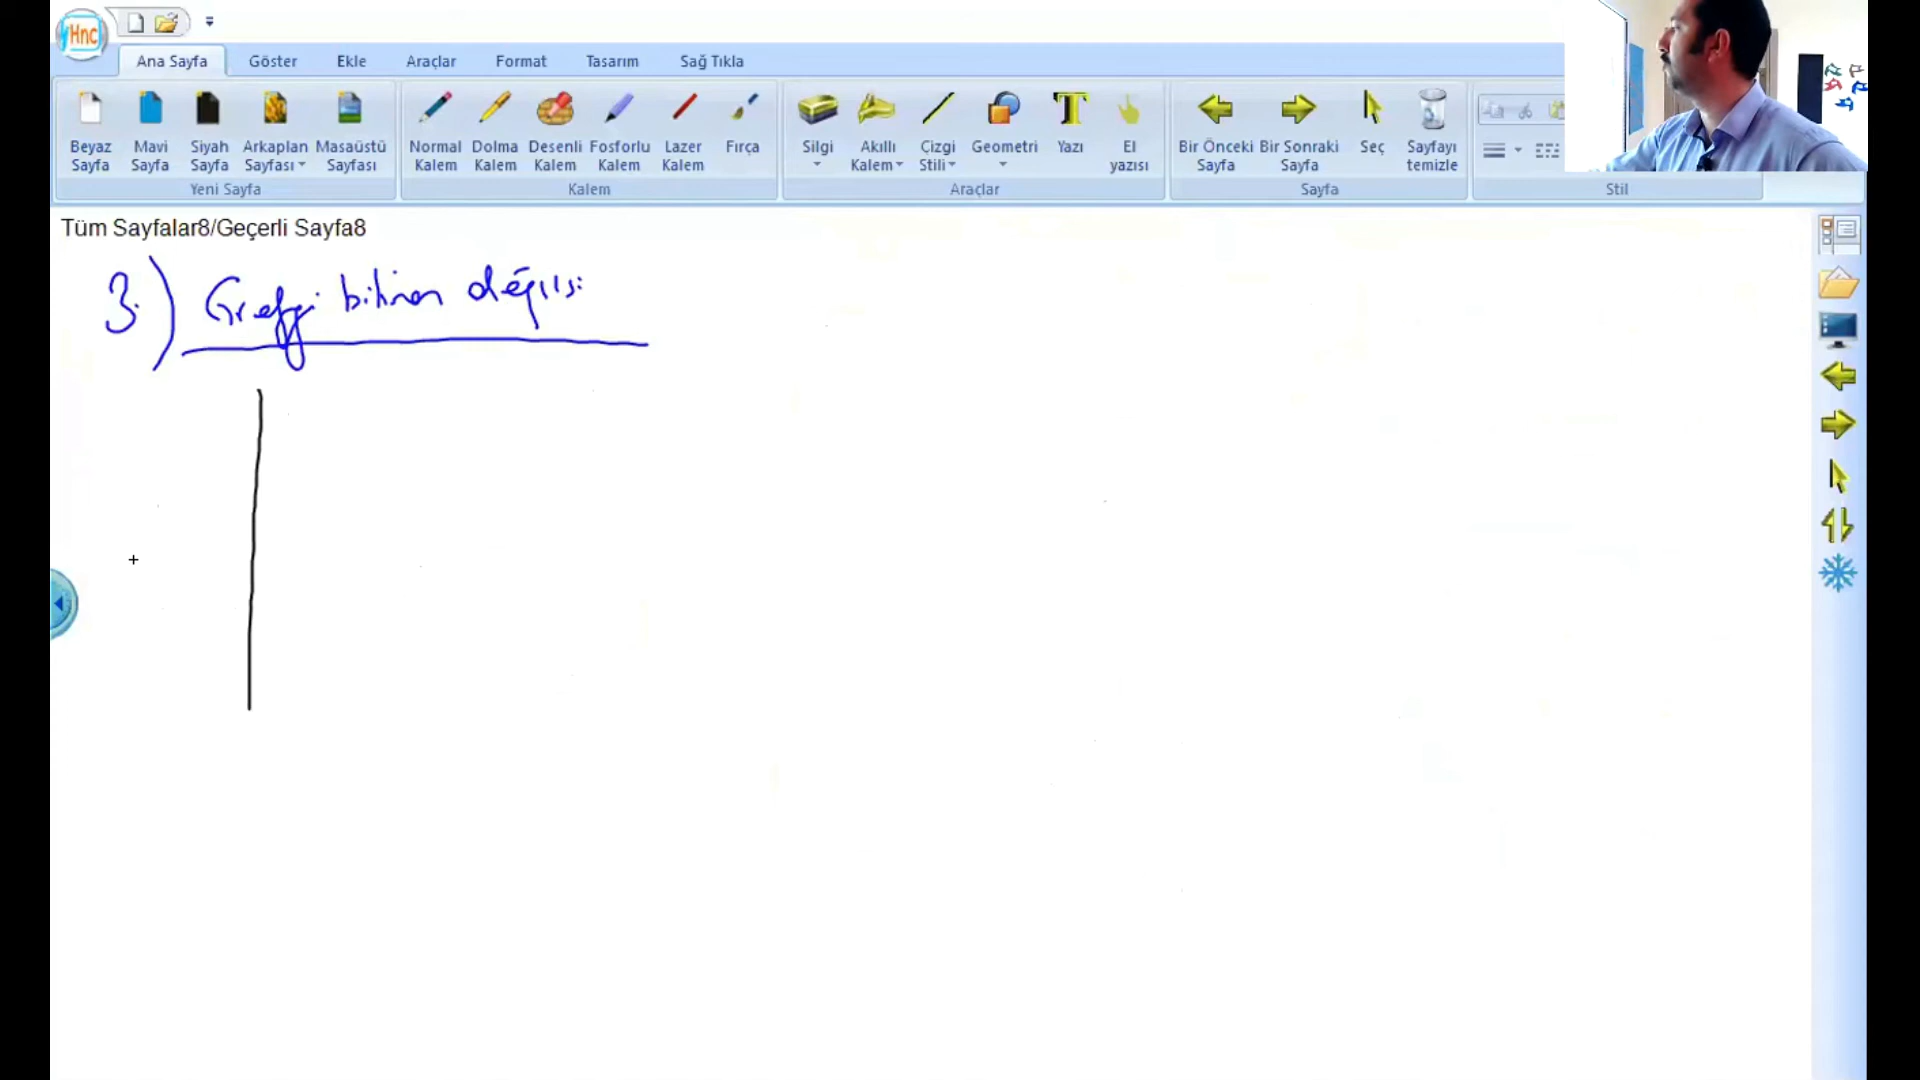 Hnc
Ana Sayfa Göster Ekle Araçlar Format Tasarım Sağ Tıkla
Beyaz Sayfa Mavi Sayfa Siyah Sayfa Arkaplan Sayfası Masaüstü Sayfası Normal Kalem Dolma Kalem Desenli Kalem Fosforlu Kalem Lazer Kalem Fırça Silgi Akıllı Kalem Çizgi Stili Geometri Yazı El yazısı Bir Önceki Sayfa Bir Sonraki Sayfa Seç Sayfayı temizle
Yeni Sayfa Kalem Araçlar Sayfa Stil
Tüm Sayfalar8/Geçerli Sayfa8
3.) bilinen